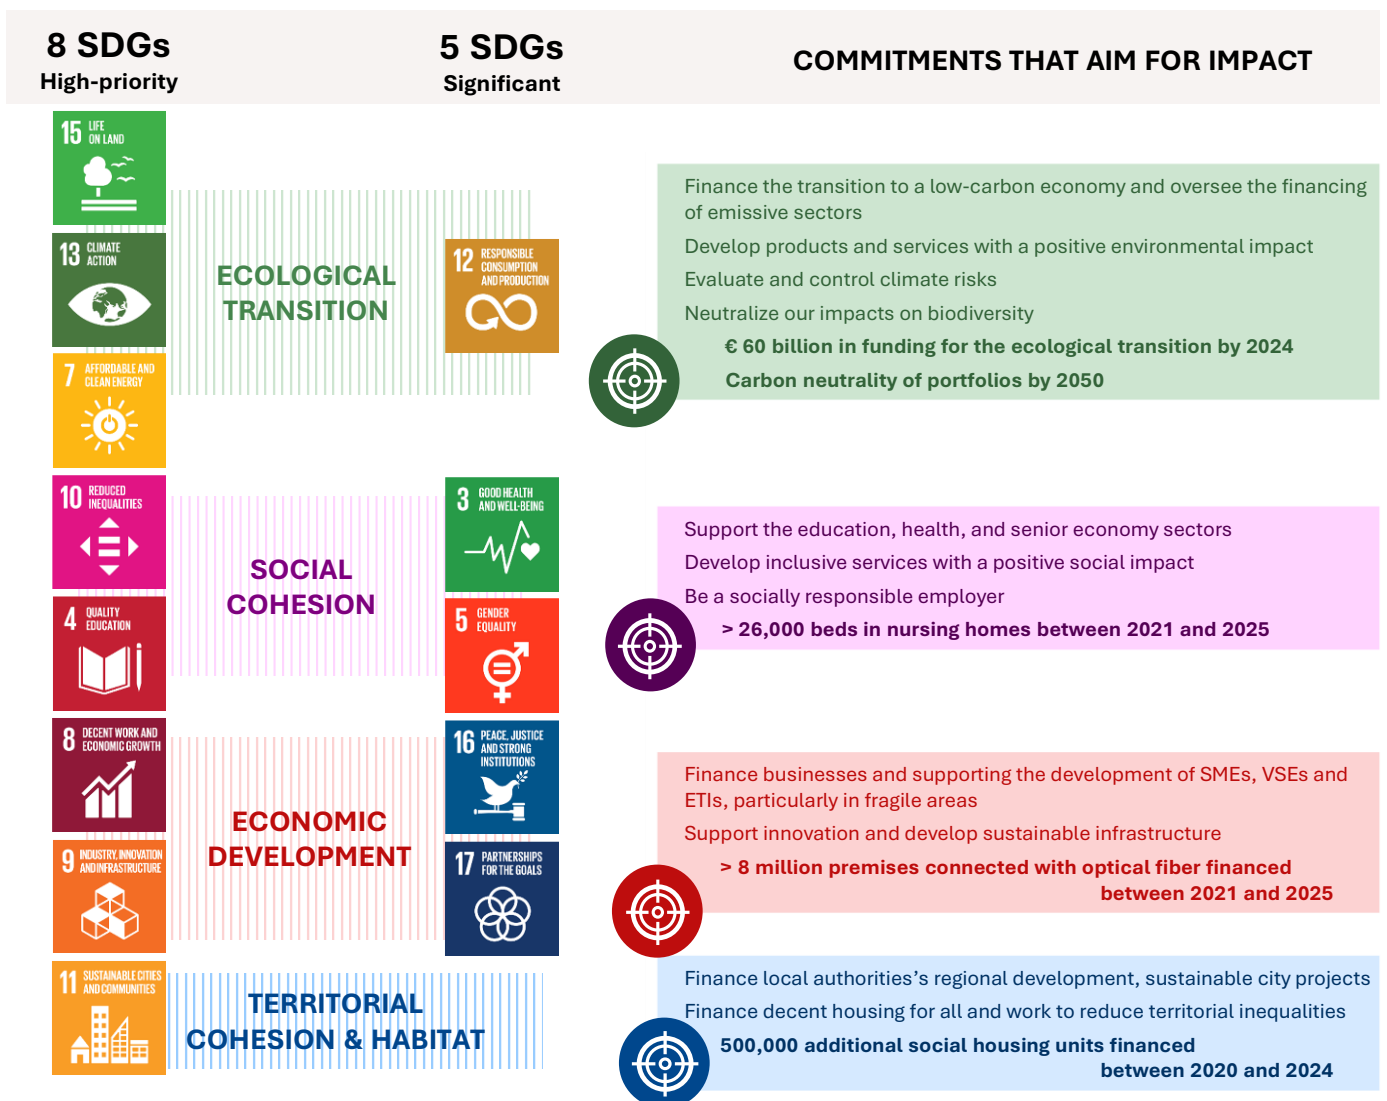 8 SDGs
High-priority
5 SDGs
Significant
COMMITMENTS THAT AIM FOR IMPACT
15 LIFE
ON LAND
13 CLIMATE
ACTION
7 AFFORDABLE AND
CLEAN ENERGY
ECOLOGICAL
TRANSITION
12 RESPONSIBLE
CONSUMPTION
AND PRODUCTION
Finance the transition to a low-carbon economy and oversee the financing
of emissive sectors
Develop products and services with a positive environmental impact
Evaluate and control climate risks
Neutralize our impacts on biodiversity
€ 60 billion in funding for the ecological transition by 2024
Carbon neutrality of portfolios by 2050
10 REDUCED
INEQUALITIES
4 QUALITY
EDUCATION
SOCIAL
COHESION
3 GOOD HEALTH
AND WELL-BEING
5 GENDER
EQUALITY
Support the education, health, and senior economy sectors
Develop inclusive services with a positive social impact
Be a socially responsible employer
> 26,000 beds in nursing homes between 2021 and 2025
8 DECENT WORK AND
ECONOMIC GROWTH
9 INDUSTRY, INNOVATION
AND INFRASTRUCTURE
ECONOMIC
DEVELOPMENT
16 PEACE, JUSTICE
AND STRONG
INSTITUTIONS
17 PARTNERSHIPS
FOR THE GOALS
Finance businesses and supporting the development of SMEs, VSEs and
ETIs, particularly in fragile areas
Support innovation and develop sustainable infrastructure
> 8 million premises connected with optical fiber financed
between 2021 and 2025
11 SUSTAINABLE CITIES
AND COMMUNITIES
TERRITORIAL
COHESION & HABITAT
Finance local authorities's regional development, sustainable city projects
Finance decent housing for all and work to reduce territorial inequalities
500,000 additional social housing units financed
between 2020 and 2024